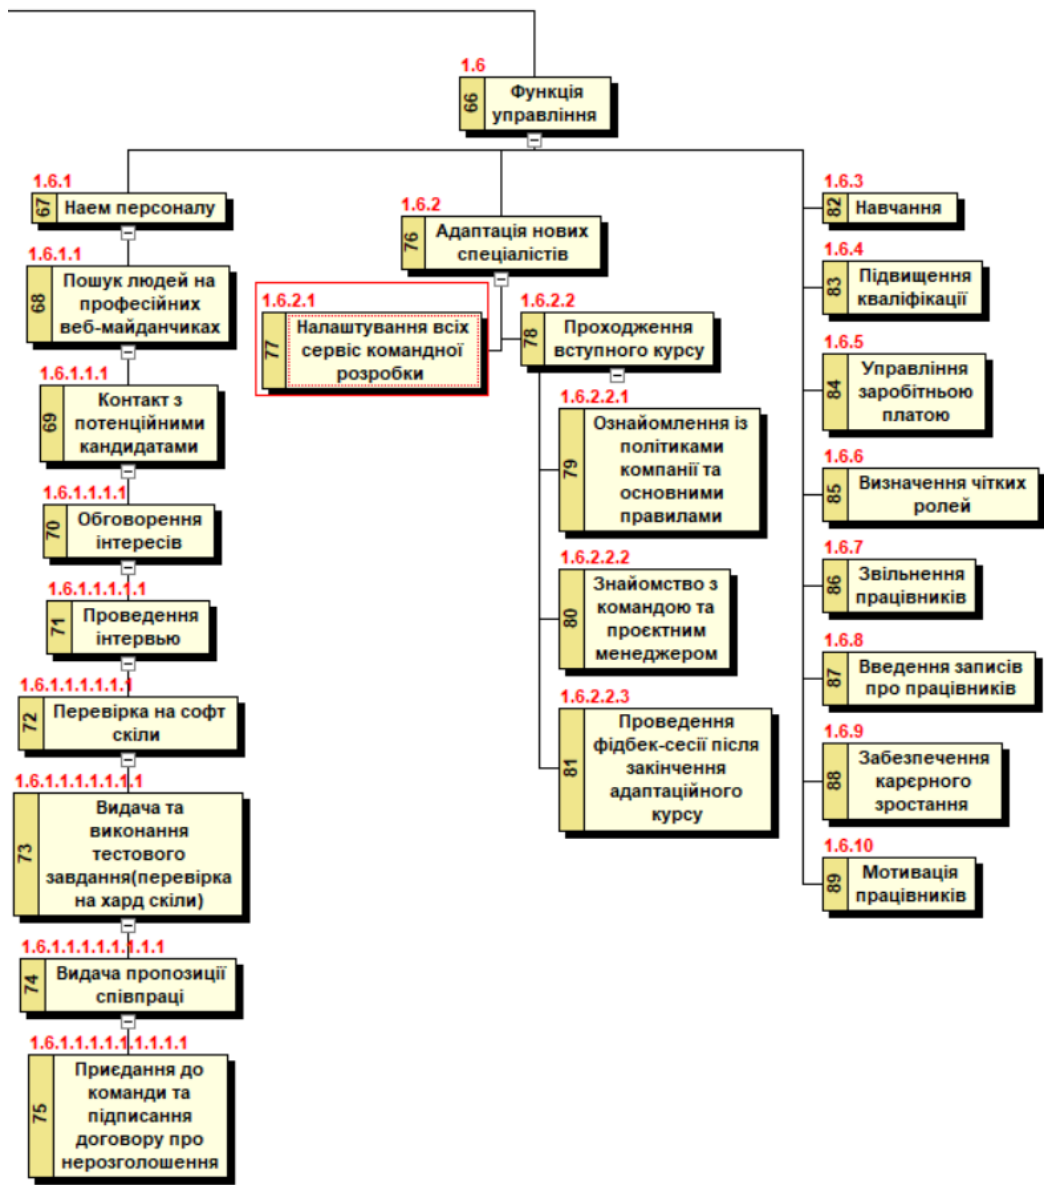 1.6
66
Функція
управління
1.6.1
67
Наем персоналу
1.6.1.1
68
Пошук людей на
професійних
веб-майданчиках
1.6.1.1.1
69
Контакт з
потенційними
кандидатами
1.6.1.1.1.1
70
Обговорення
інтересів
1.6.1.1.1.1.1
71
Проведення
інтервью
1.6.1.1.1.1.1.1
72
Перевірка на софт
скіли
1.6.1.1.1.1.1.1.1
73
Видача та
виконання
тестового
завдання(перевірка
на хард скіли)
1.6.1.1.1.1.1.1.1.1
74
Видача пропозиції
співпраці
1.6.1.1.1.1.1.1.1.1.1
75
Приєдання до
команди та
підписання
договору про
нерозголошення
1.6.2
76
Адаптація нових
спеціалістів
1.6.2.1
77
Налаштування всіх
сервіс командної
розробки
1.6.2.2
78
Проходження
вступного курсу
1.6.2.2.1
79
Ознайомлення із
політиками
компанії та
основними
правилами
1.6.2.2.2
80
Знайомство з
командою та
проєктним
менеджером
1.6.2.2.3
81
Проведення
фідбек-сесії після
закінчення
адаптаційного
курсу
1.6.3
82
Навчання
1.6.4
83
Підвищення
кваліфікації
1.6.5
84
Управління
заробітньою
платою
1.6.6
85
Визначення чітких
ролей
1.6.7
86
Звільнення
працівників
1.6.8
87
Введення записів
про працівників
1.6.9
88
Забезпечення
карєрного
зростання
1.6.10
89
Мотивація
працівників